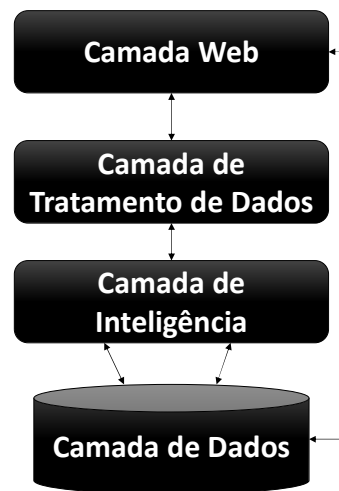 Camada Web
Camada de
Tratamento de Dados
Camada de
Inteligência
Camada de Dados